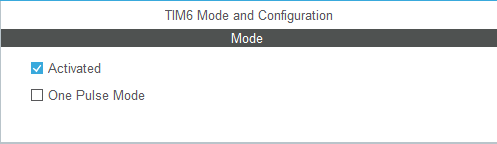 TIM6 Mode and Configuration
Mode
Activated
One Pulse Mode